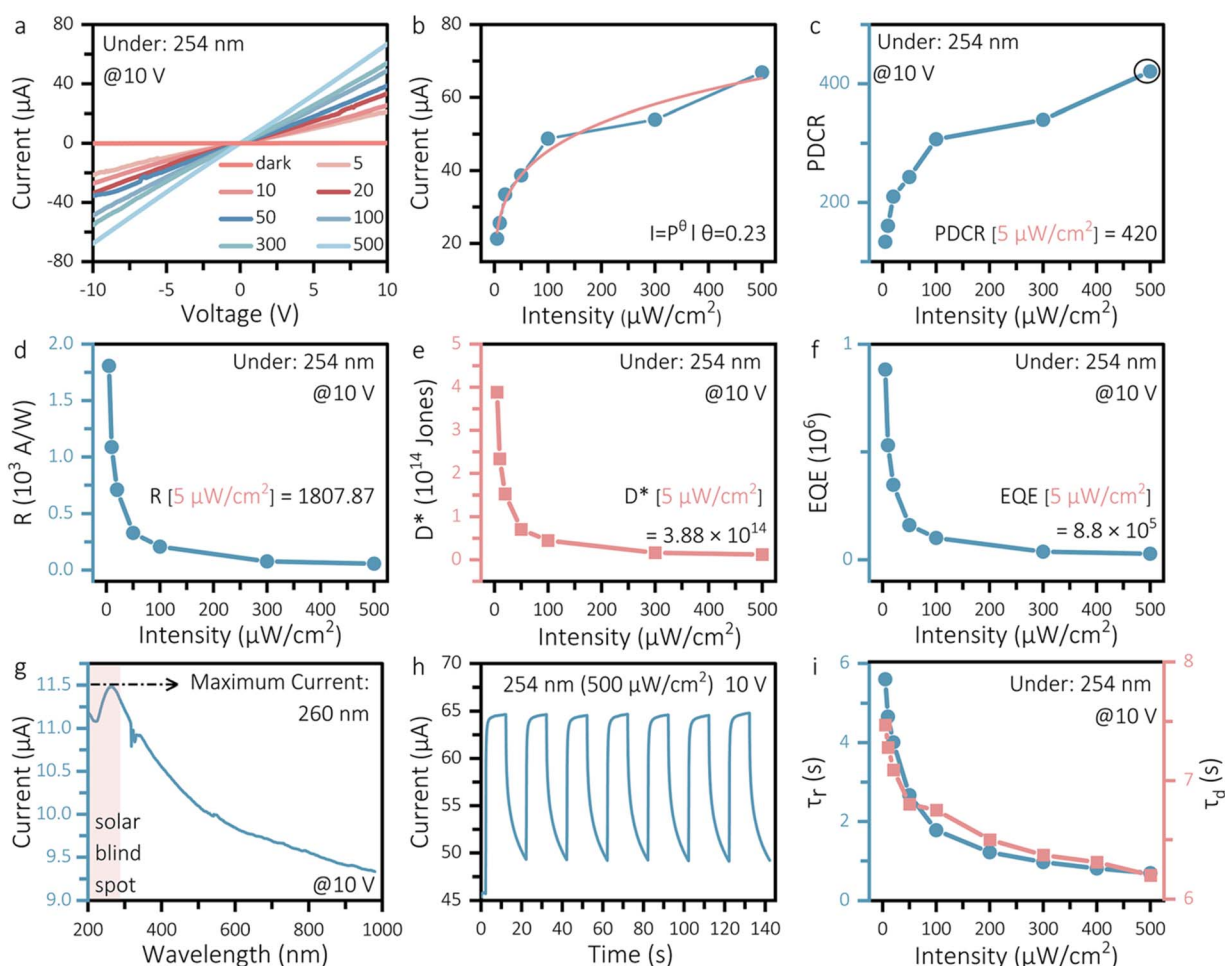 a
Under: 254 nm
@10 V
80
40
0
-40
-80
Current (µA)
dark
5
10
20
50
100
300
500
-10
-5
0
5
10
Voltage (V)
b
80
60
40
20
Current (µA)
I=P^θ I θ=0.23
0
100
200
300
400
500
Intensity (µW/cm²)
c
Under: 254 nm
@10 V
400
200
PDCR
PDCR [5 µW/cm²] = 420
0
100
200
300
400
500
Intensity (µW/cm²)
d
Under: 254 nm
@10 V
2.0
1.5
1.0
0.5
0.0
R (10³ A/W)
R [5 µW/cm²] = 1807.87
0
100
200
300
400
500
Intensity (µW/cm²)
e
Under: 254 nm
@10 V
5
4
3
2
1
0
D* (10¹⁴ Jones)
D* [5 µW/cm²]
= 3.88 × 10¹⁴
0
100
200
300
400
500
Intensity (µW/cm²)
f
Under: 254 nm
@10 V
1
0
EQE (10⁶)
EQE [5 µW/cm²]
= 8.8 × 10⁵
0
100
200
300
400
500
Intensity (µW/cm²)
g
Maximum Current:
260 nm
11.5
11.0
10.5
10.0
9.5
9.0
Current (µA)
solar
blind
spot
@10 V
200
400
600
800
1000
Wavelength (nm)
h
254 nm (500 µW/cm²) 10 V
70
65
60
55
50
45
Current (µA)
0
20
40
60
80
100
120
140
Time (s)
i
Under: 254 nm
@10 V
6
4
2
0
τr (s)
8
7
6
τd (s)
0
100
200
300
400
500
Intensity (µW/cm²)